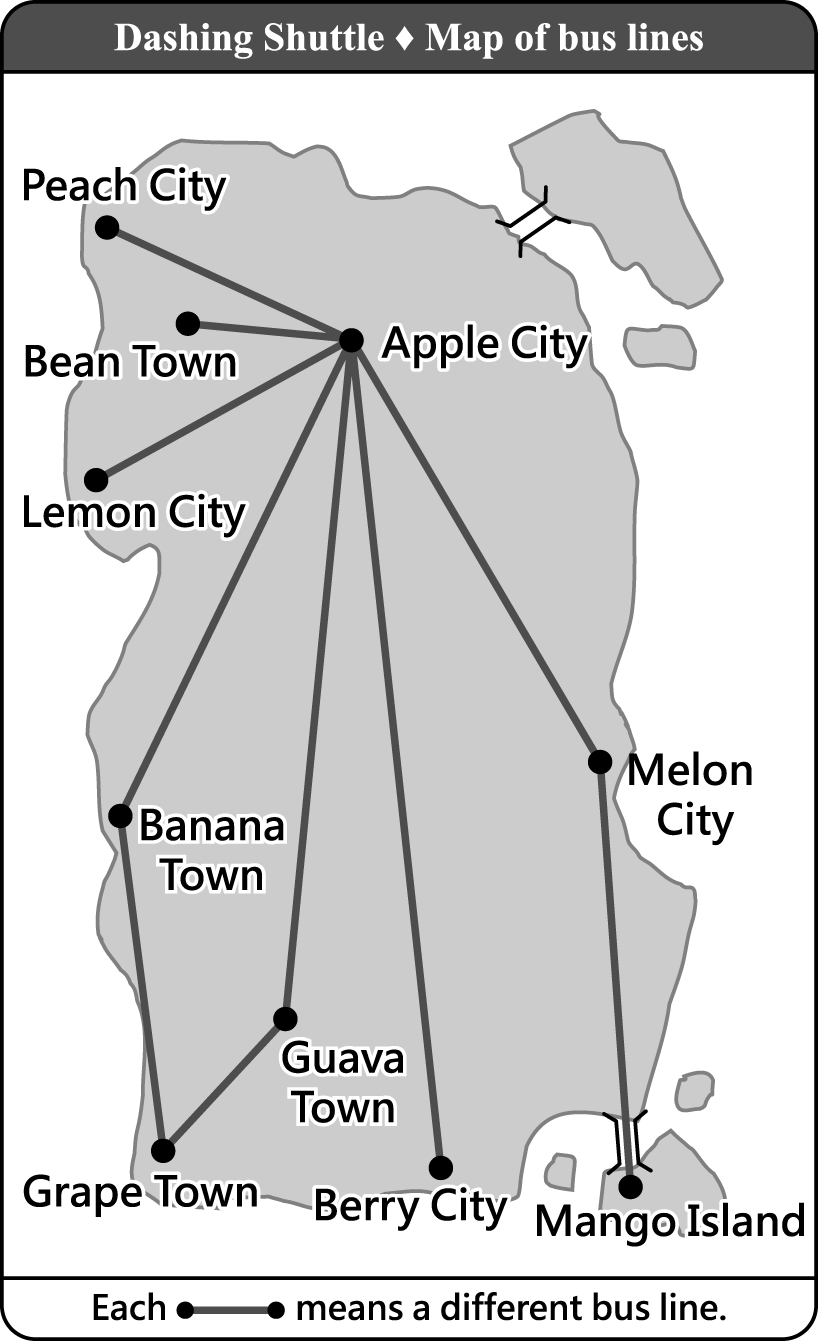 Dashing Shuttle ♦ Map of bus lines
Peach City
Bean Town
Apple City
Lemon City
Melon
City
Banana
Town
Guava
Town
Grape Town
Berry City
Mango Island
Each means a different bus line.